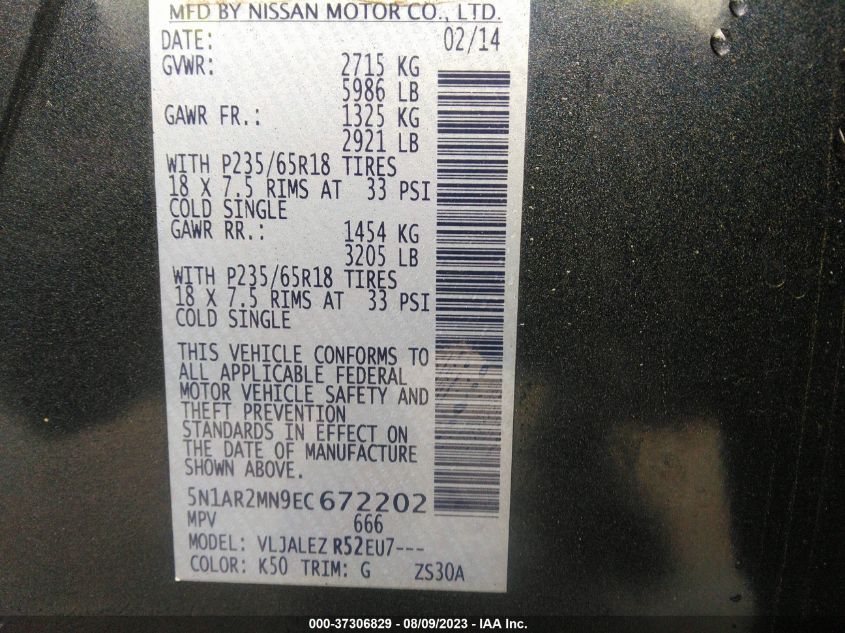 MFD BY NISSAN MOTOR CO., LTD.
DATE: 02/14
GVWR: 2715 KG
5986 LB
GAWR FR.: 1325 KG
2921 LB
WITH P235/65R18 TIRES
18 X 7.5 RIMS AT 33 PSI
COLD SINGLE
GAWR RR.: 1454 KG
3205 LB
WITH P235/65R18 TIRES
18 X 7.5 RIMS AT 33 PSI
COLD SINGLE
THIS VEHICLE CONFORMS TO
ALL APPLICABLE FEDERAL
MOTOR VEHICLE SAFETY AND
THEFT PREVENTION
STANDARDS IN EFFECT ON
THE DATE OF MANUFACTURE
SHOWN ABOVE.
5N1AR2MN9EC672202
MPV 666
MODEL: VLJALEZ R52EU7---
COLOR: K50 TRIM: G ZS30A
000-37306829 - 08/09/2023 - IAA Inc.